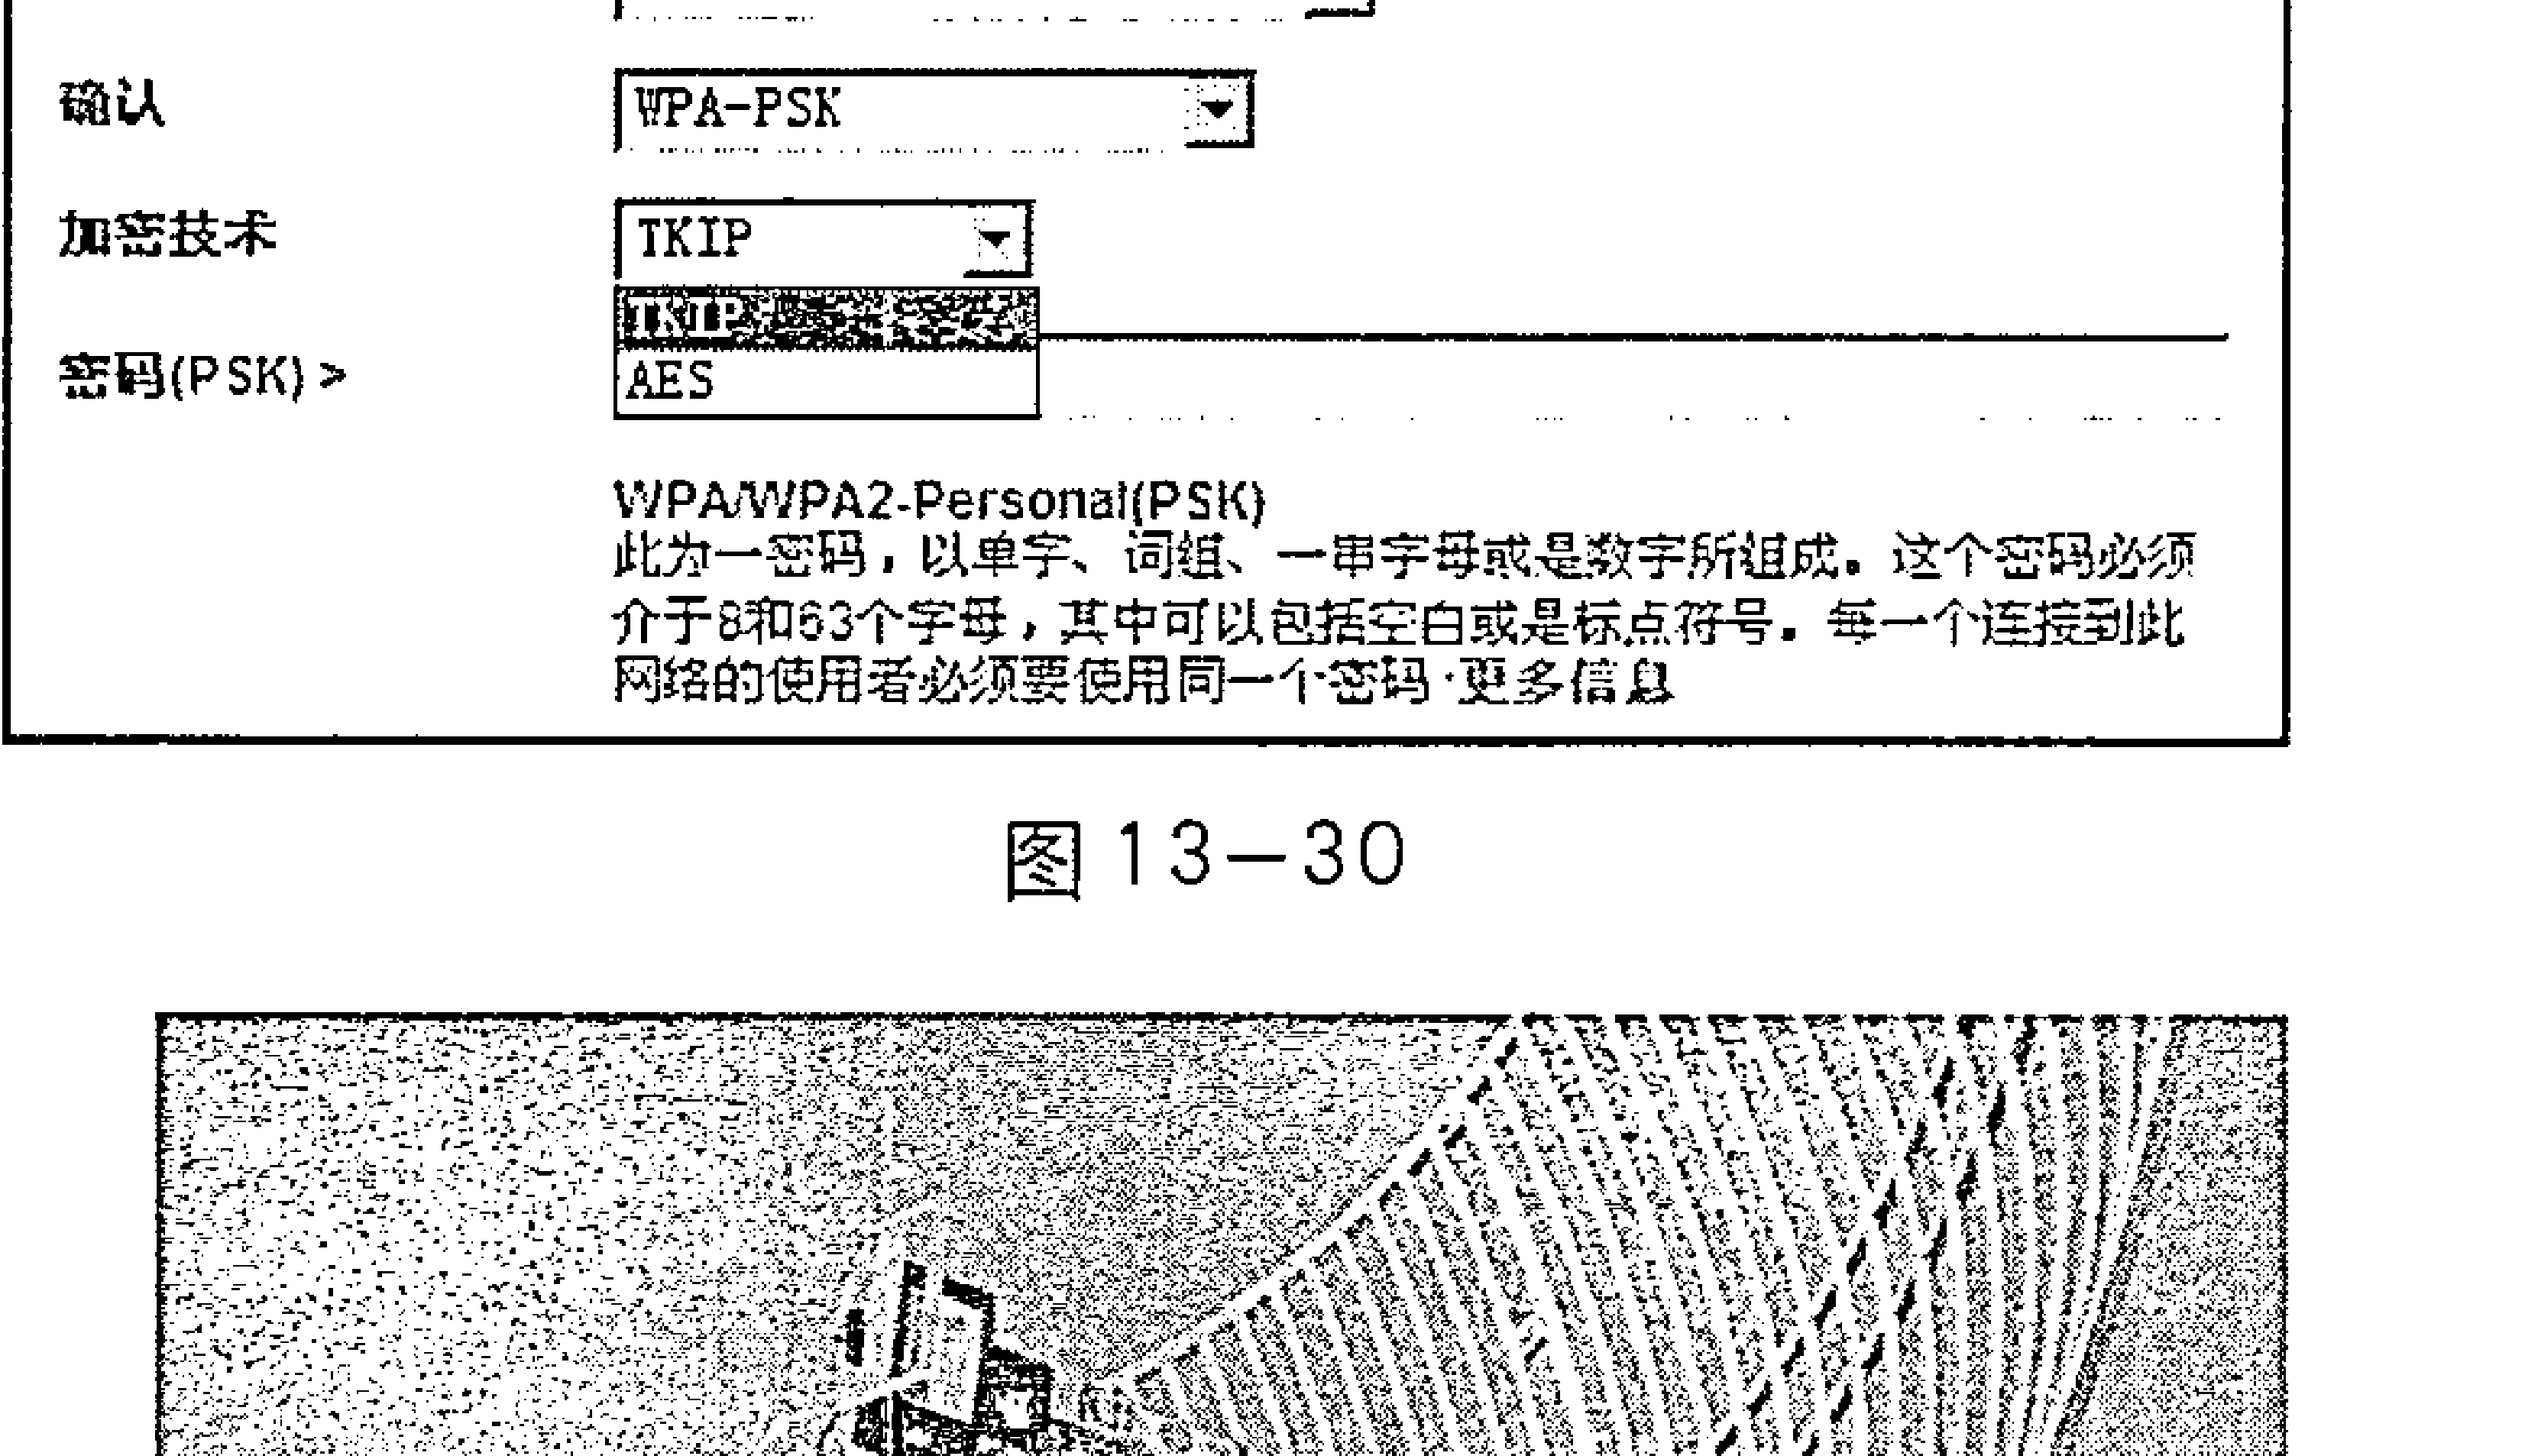 确认 WPA-PSK
加密技术 TKIP
TKIP
密码(PSK) > AES
WPA/WPA2-Personal(PSK)
此为一密码，以单字、词组、一串字母或是数字所组成。这个密码必须
介于8和63个字母，其中可以包括空白或是标点符号。每一个连接到此
网络的使用者必须要使用同一个密码·更多信息
图 13-30